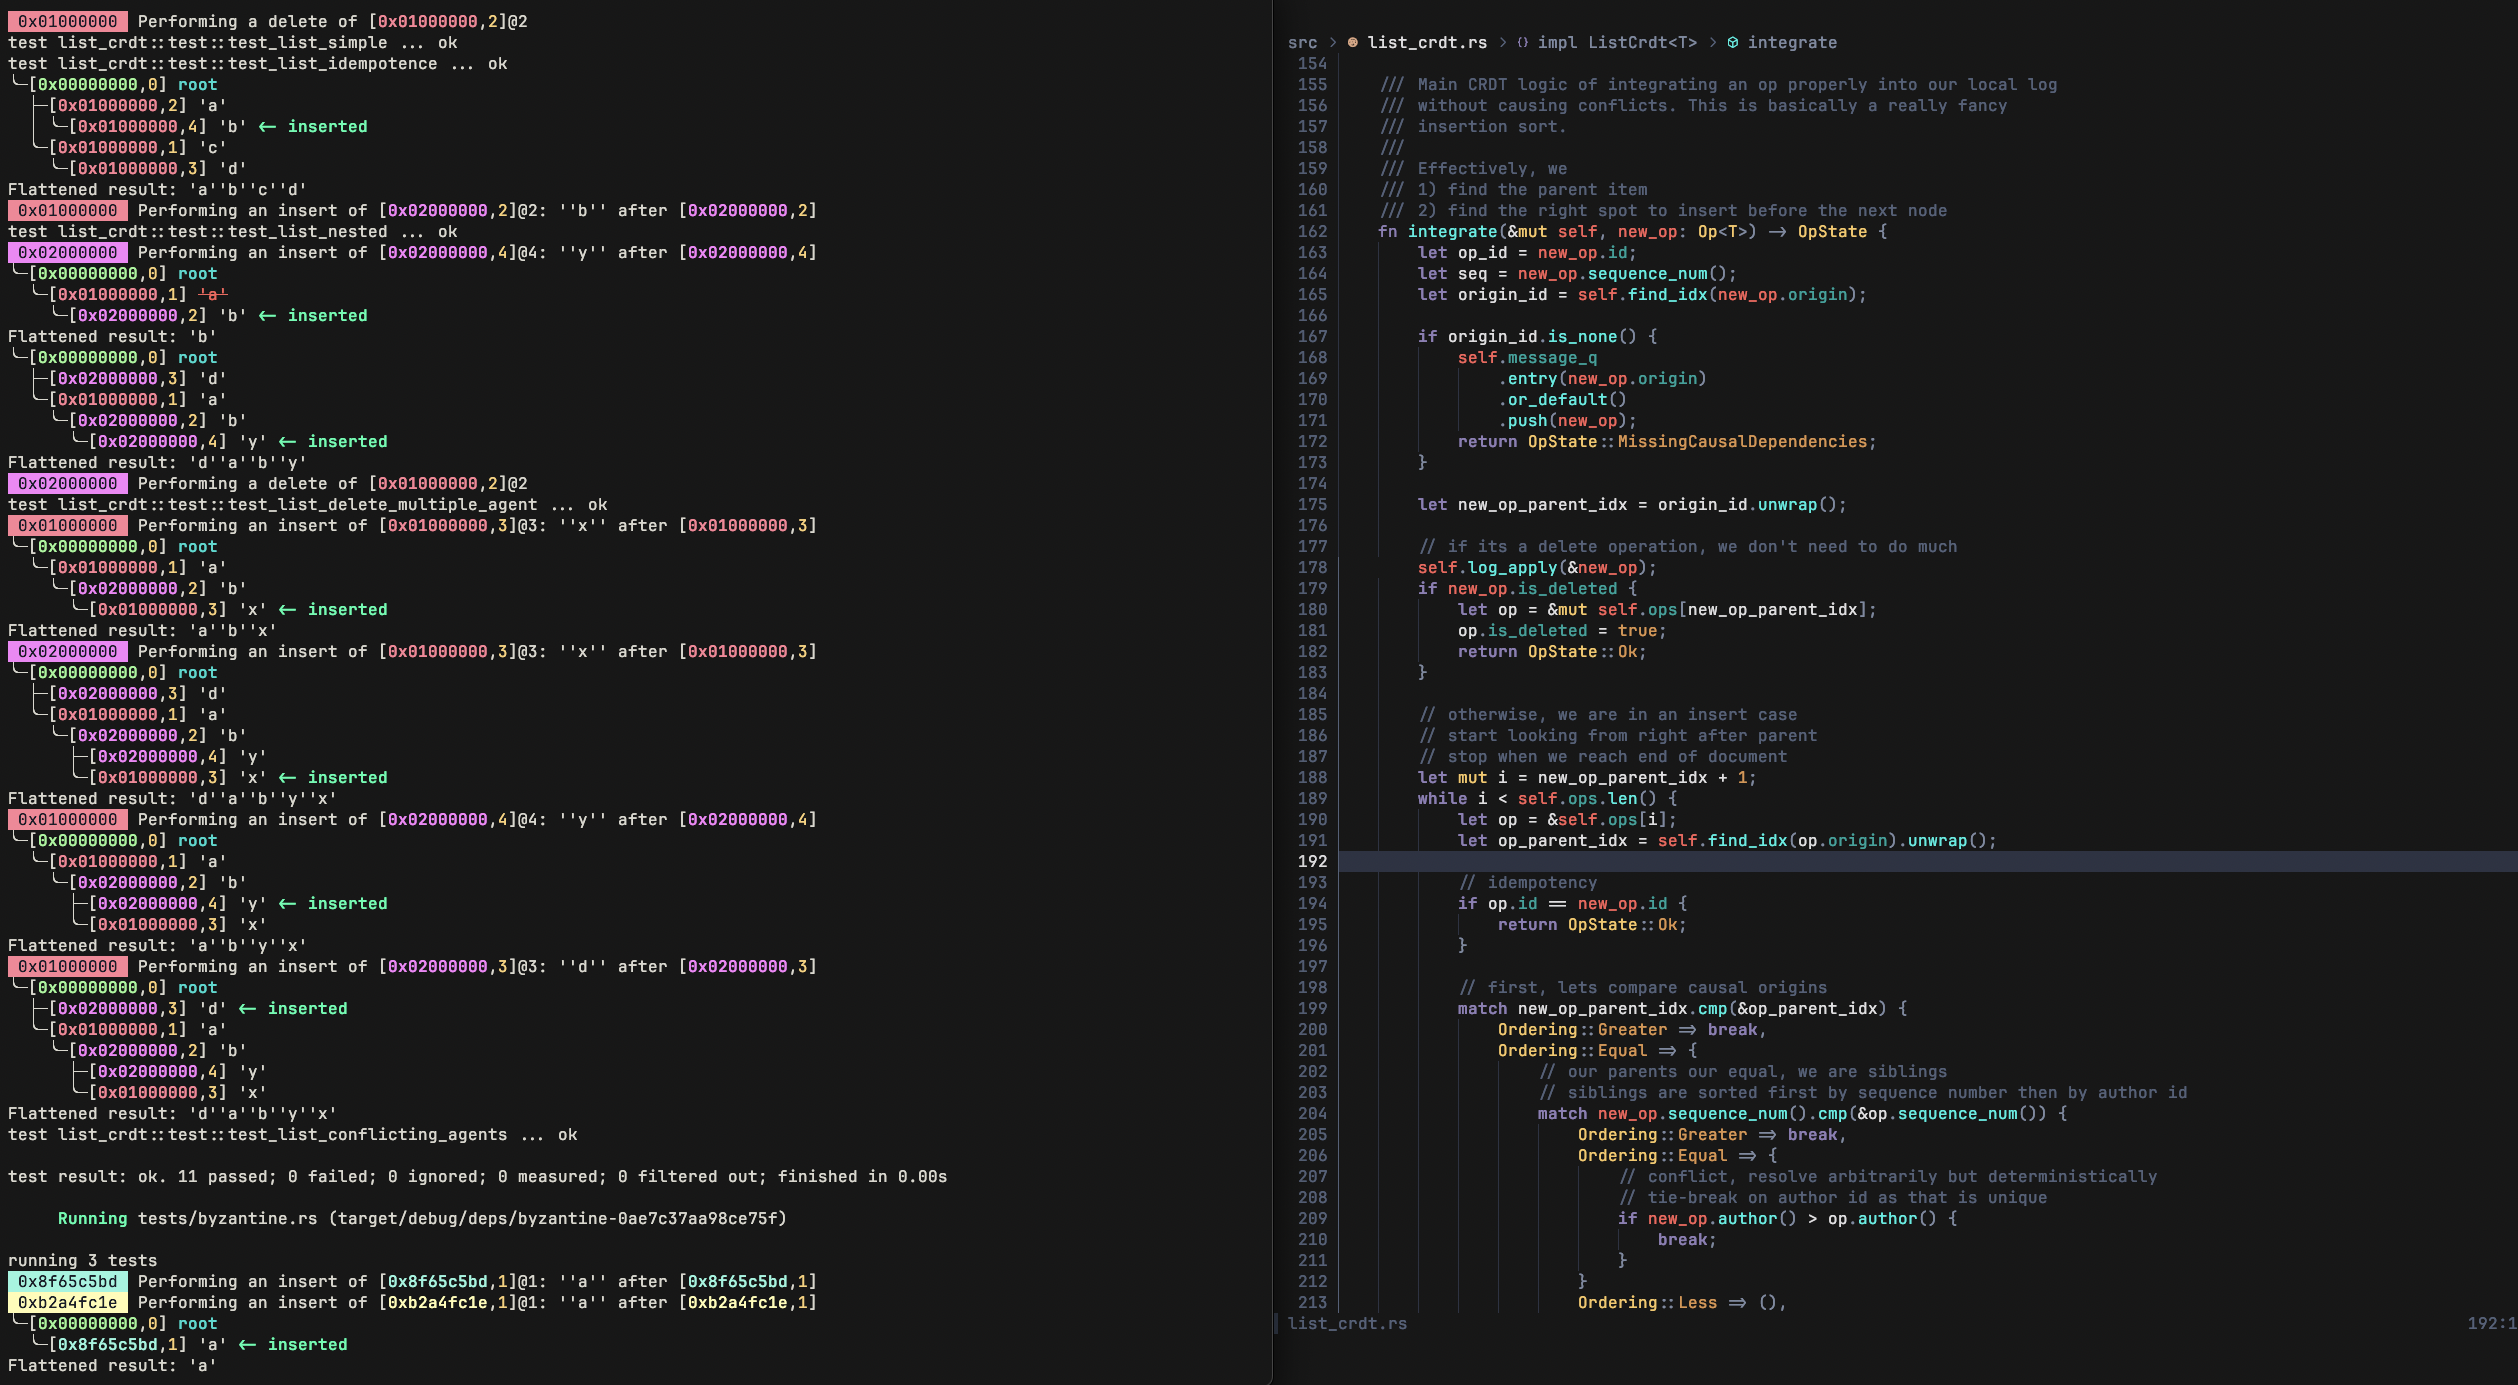 0x01000000 Performing a delete of [0x01000000,2]@2
test list_crdt::test::test_list_simple ... ok
test list_crdt::test::test_list_idempotence ... ok
╰─[0x00000000,0] root
├─[0x01000000,2] 'a'
│ ╰─[0x01000000,4] 'b' <- inserted
╰─[0x01000000,1] 'c'
╰─[0x01000000,3] 'd'
Flattened result: 'a''b''c''d'
0x01000000 Performing an insert of [0x02000000,2]@2: ''b'' after [0x02000000,2]
test list_crdt::test::test_list_nested ... ok
0x02000000 Performing an insert of [0x02000000,4]@4: ''y'' after [0x02000000,4]
╰─[0x00000000,0] root
╰─[0x01000000,1] 'a'
╰─[0x02000000,2] 'b' <- inserted
Flattened result: 'b'
╰─[0x00000000,0] root
├─[0x02000000,3] 'd'
╰─[0x01000000,1] 'a'
╰─[0x02000000,2] 'b'
╰─[0x02000000,4] 'y' <- inserted
Flattened result: 'd''a''b''y'
0x02000000 Performing a delete of [0x01000000,2]@2
test list_crdt::test::test_list_delete_multiple_agent ... ok
0x01000000 Performing an insert of [0x01000000,3]@3: ''x'' after [0x01000000,3]
╰─[0x00000000,0] root
╰─[0x01000000,1] 'a'
╰─[0x02000000,2] 'b'
╰─[0x01000000,3] 'x' <- inserted
Flattened result: 'a''b''x'
0x02000000 Performing an insert of [0x01000000,3]@3: ''x'' after [0x01000000,3]
╰─[0x00000000,0] root
├─[0x02000000,3] 'd'
╰─[0x01000000,1] 'a'
╰─[0x02000000,2] 'b'
├─[0x02000000,4] 'y'
╰─[0x01000000,3] 'x' <- inserted
Flattened result: 'd''a''b''y''x'
0x01000000 Performing an insert of [0x02000000,4]@4: ''y'' after [0x02000000,4]
╰─[0x00000000,0] root
╰─[0x01000000,1] 'a'
╰─[0x02000000,2] 'b'
├─[0x02000000,4] 'y' <- inserted
╰─[0x01000000,3] 'x'
Flattened result: 'a''b''y''x'
0x01000000 Performing an insert of [0x02000000,3]@3: ''d'' after [0x02000000,3]
╰─[0x00000000,0] root
├─[0x02000000,3] 'd' <- inserted
╰─[0x01000000,1] 'a'
╰─[0x02000000,2] 'b'
├─[0x02000000,4] 'y'
╰─[0x01000000,3] 'x'
Flattened result: 'd''a''b''y''x'
test list_crdt::test::test_list_conflicting_agents ... ok
test result: ok. 11 passed; 0 failed; 0 ignored; 0 measured; 0 filtered out; finished in 0.00s
Running tests/byzantine.rs (target/debug/deps/byzantine-0ae7c37aa98ce75f)
running 3 tests
0x8f65c5bd Performing an insert of [0x8f65c5bd,1]@1: ''a'' after [0x8f65c5bd,1]
0xb2a4fc1e Performing an insert of [0xb2a4fc1e,1]@1: ''a'' after [0xb2a4fc1e,1]
╰─[0x00000000,0] root
╰─[0x8f65c5bd,1] 'a' <- inserted
Flattened result: 'a'
src > list_crdt.rs > {} impl ListCrdt<T> > integrate
154
155 /// Main CRDT logic of integrating an op properly into our local log
156 /// without causing conflicts. This is basically a really fancy
157 /// insertion sort.
158 ///
159 /// Effectively, we
160 /// 1) find the parent item
161 /// 2) find the right spot to insert before the next node
162 fn integrate(&mut self, new_op: Op<T>) -> OpState {
163 let op_id = new_op.id;
164 let seq = new_op.sequence_num();
165 let origin_id = self.find_idx(new_op.origin);
166
167 if origin_id.is_none() {
168 self.message_q
169 .entry(new_op.origin)
170 .or_default()
171 .push(new_op);
172 return OpState::MissingCausalDependencies;
173 }
174
175 let new_op_parent_idx = origin_id.unwrap();
176
177 // if its a delete operation, we don't need to do much
178 self.log_apply(&new_op);
179 if new_op.is_deleted {
180 let op = &mut self.ops[new_op_parent_idx];
181 op.is_deleted = true;
182 return OpState::Ok;
183 }
184
185 // otherwise, we are in an insert case
186 // start looking from right after parent
187 // stop when we reach end of document
188 let mut i = new_op_parent_idx + 1;
189 while i < self.ops.len() {
190 let op = &self.ops[i];
191 let op_parent_idx = self.find_idx(op.origin).unwrap();
192
193 // idempotency
194 if op.id == new_op.id {
195 return OpState::Ok;
196 }
197
198 // first, lets compare causal origins
199 match new_op_parent_idx.cmp(&op_parent_idx) {
200 Ordering::Greater => break,
201 Ordering::Equal => {
202 // our parents our equal, we are siblings
203 // siblings are sorted first by sequence number then by author id
204 match new_op.sequence_num().cmp(&op.sequence_num()) {
205 Ordering::Greater => break,
206 Ordering::Equal => {
207 // conflict, resolve arbitrarily but deterministically
208 // tie-break on author id as that is unique
209 if new_op.author() > op.author() {
210 break;
211 }
212 }
213 Ordering::Less => (),
list_crdt.rs 192:1